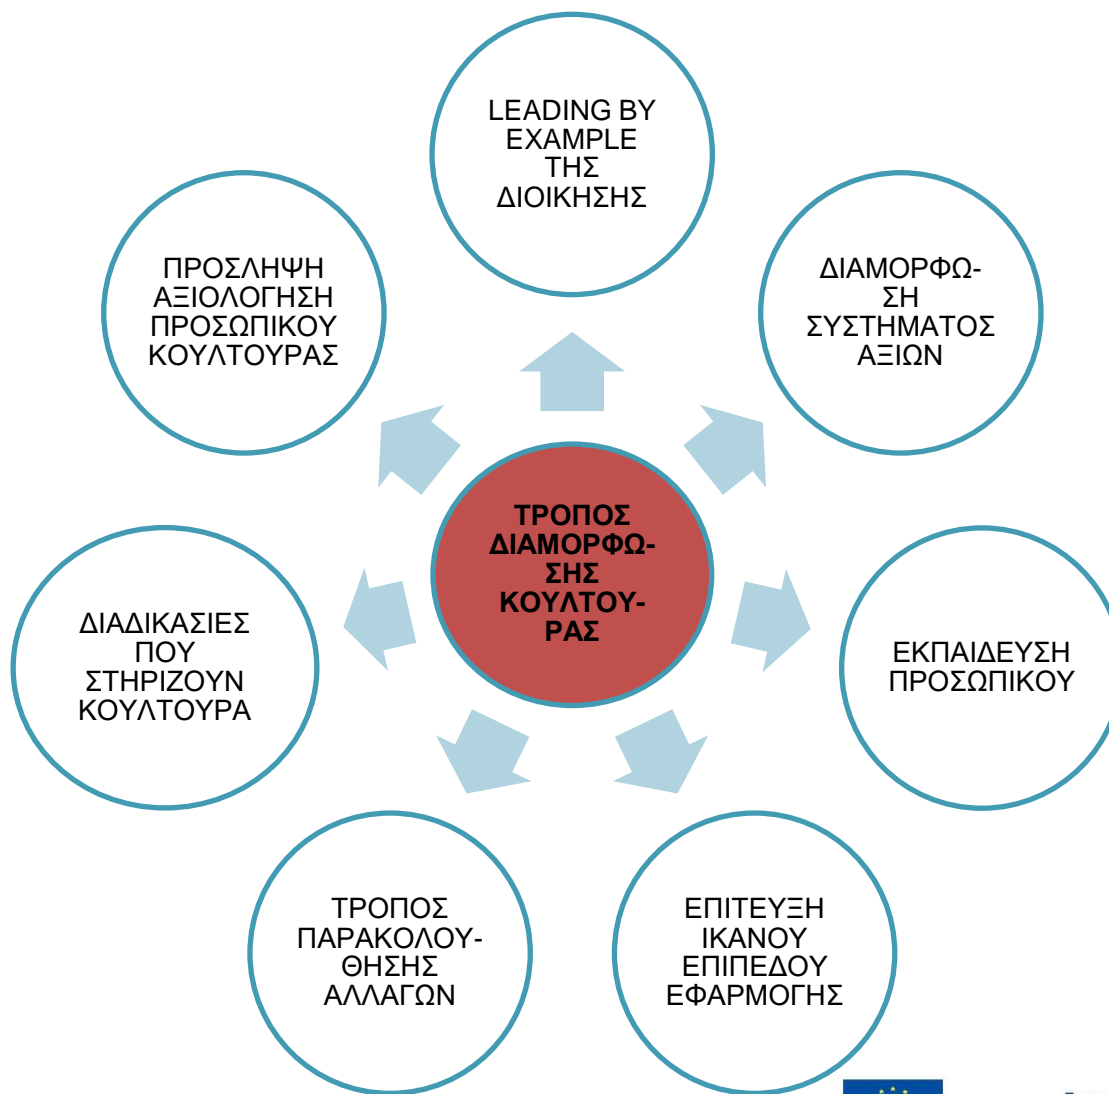 LEADING BY
EXAMPLE
ΤΗΣ
ΔΙΟΙΚΗΣΗΣ
ΔΙΑΜΟΡΦΩ-
ΣΗ
ΣΥΣΤΗΜΑΤΟΣ
ΑΞΙΩΝ
ΕΚΠΑΙΔΕΥΣΗ
ΠΡΟΣΩΠΙΚΟΥ
ΕΠΙΤΕΥΞΗ
ΙΚΑΝΟΥ
ΕΠΙΠΕΔΟΥ
ΕΦΑΡΜΟΓΗΣ
ΤΡΟΠΟΣ
ΠΑΡΑΚΟΛΟΥ-
ΘΗΣΗΣ
ΑΛΛΑΓΩΝ
ΔΙΑΔΙΚΑΣΙΕΣ
ΠΟΥ
ΣΤΗΡΙΖΟΥΝ
ΚΟΥΛΤΟΥΡΑ
ΠΡΟΣΛΗΨΗ
ΑΞΙΟΛΟΓΗΣΗ
ΠΡΟΣΩΠΙΚΟΥ
ΚΟΥΛΤΟΥΡΑΣ
ΤΡΟΠΟΣ
ΔΙΑΜΟΡΦΩ-
ΣΗΣ
ΚΟΥΛΤΟΥ-
ΡΑΣ